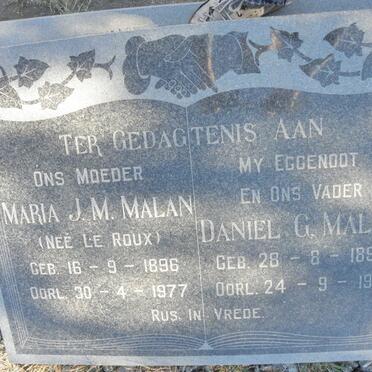 TER GEDAGTENIS AAN
ONS MOEDER
MARIA J.M. MALAN
(NEË LE ROUX)
GEB. 16 - 9 - 1896
OORL. 30 - 4 - 1977
MY EGGENOOT
EN ONS VADER
DANIEL G. MAL
GEB. 28 - 8 - 189
OORL. 24 - 9 - 19
RUS IN VREDE.